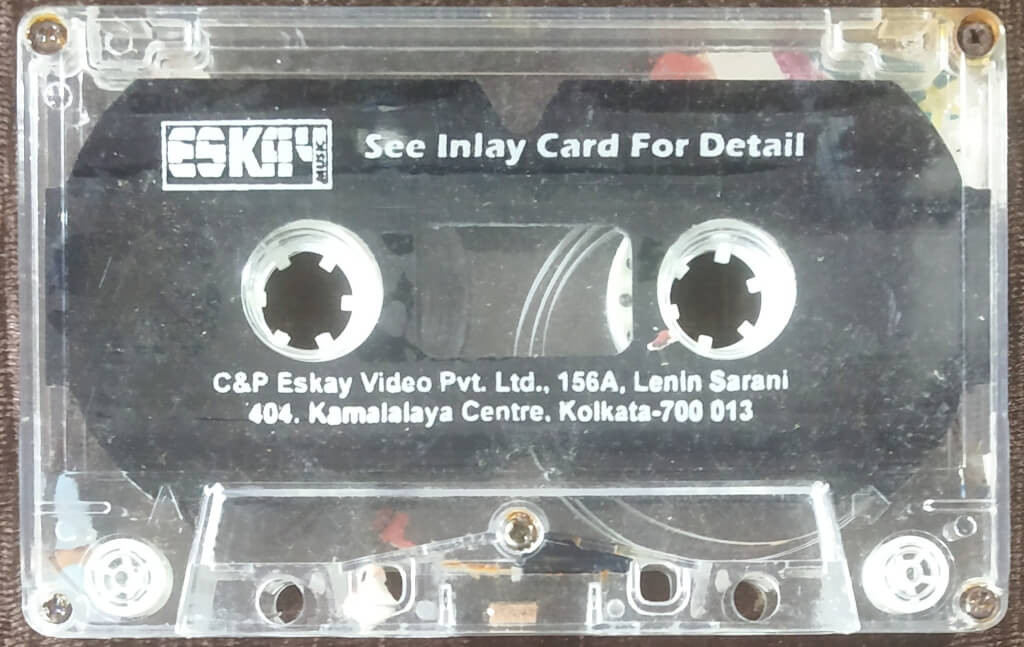 ESKAY MUSIC
See Inlay Card For Detail
C&P Eskay Video Pvt. Ltd., 156A, Lenin Sarani
404, Kamalalaya Centre, Kolkata-700 013